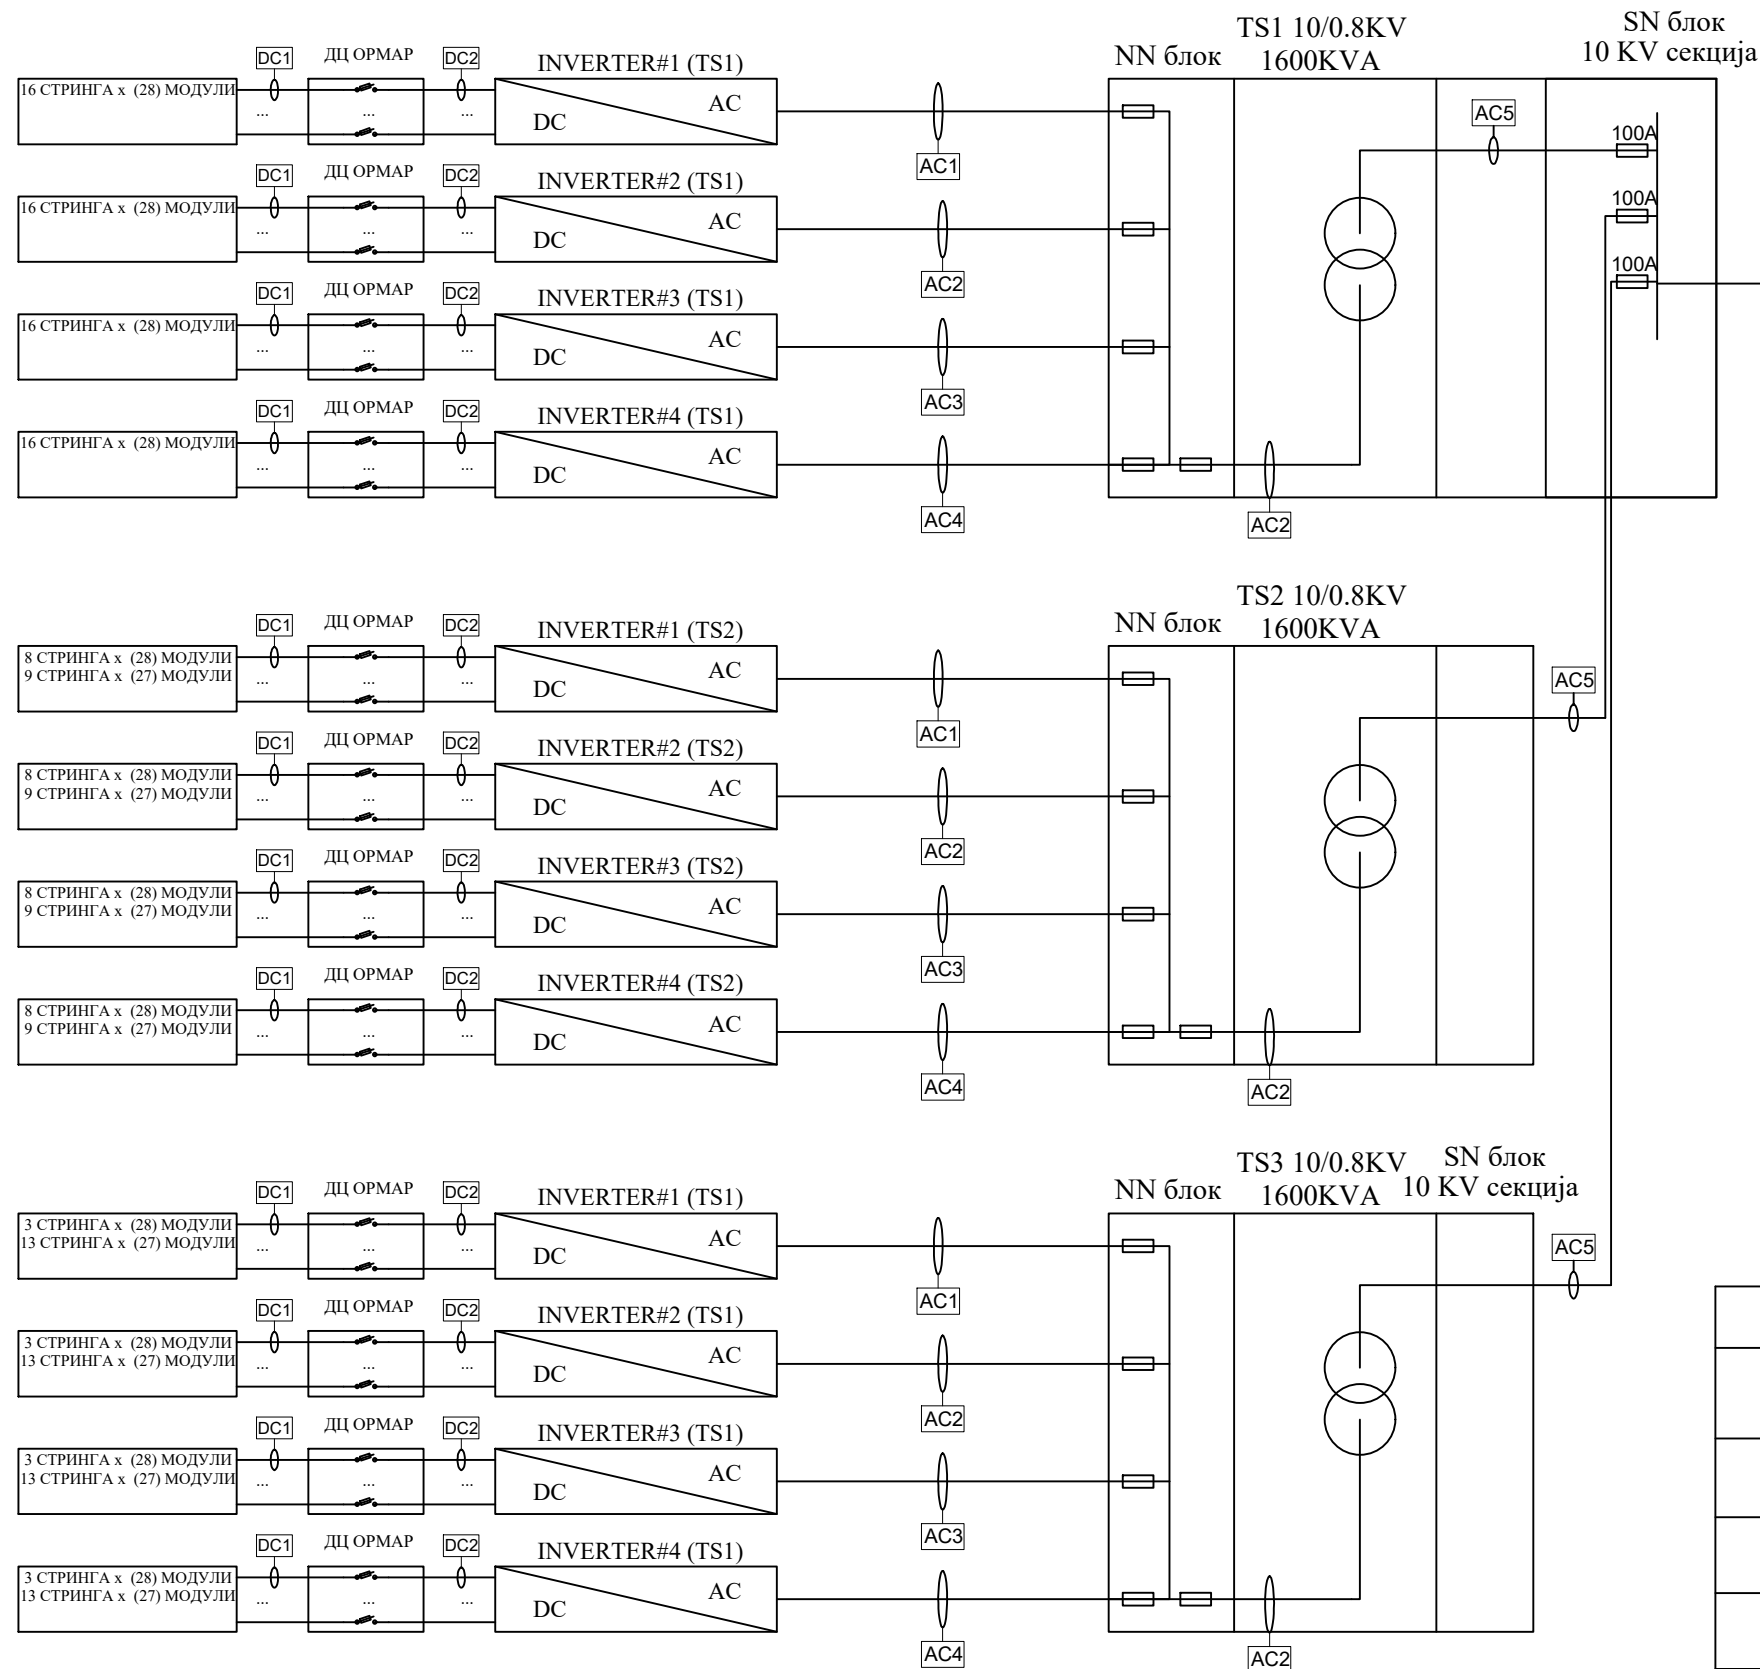 TS1 10/0.8KV
1600KVA
NN блок
SN блок
10 KV секција
DC1
ДЦ ОРМАР
DC2
INVERTER#1 (TS1)
16 СТРИНГА x (28) МОДУЛИ
...
...
...
DC
AC
AC1
AC5
100A
DC1
ДЦ ОРМАР
DC2
INVERTER#2 (TS1)
16 СТРИНГА x (28) МОДУЛИ
...
...
...
DC
AC
AC2
100A
DC1
ДЦ ОРМАР
DC2
INVERTER#3 (TS1)
16 СТРИНГА x (28) МОДУЛИ
...
...
...
DC
AC
AC3
100A
DC1
ДЦ ОРМАР
DC2
INVERTER#4 (TS1)
16 СТРИНГА x (28) МОДУЛИ
...
...
...
DC
AC
AC4
AC2
TS2 10/0.8KV
1600KVA
NN блок
DC1
ДЦ ОРМАР
DC2
INVERTER#1 (TS2)
8 СТРИНГА x (28) МОДУЛИ
9 СТРИНГА x (27) МОДУЛИ
...
...
...
DC
AC
AC1
AC5
DC1
ДЦ ОРМАР
DC2
INVERTER#2 (TS2)
8 СТРИНГА x (28) МОДУЛИ
9 СТРИНГА x (27) МОДУЛИ
...
...
...
DC
AC
AC2
DC1
ДЦ ОРМАР
DC2
INVERTER#3 (TS2)
8 СТРИНГА x (28) МОДУЛИ
9 СТРИНГА x (27) МОДУЛИ
...
...
...
DC
AC
AC3
DC1
ДЦ ОРМАР
DC2
INVERTER#4 (TS2)
8 СТРИНГА x (28) МОДУЛИ
9 СТРИНГА x (27) МОДУЛИ
...
...
...
DC
AC
AC4
AC2
TS3 10/0.8KV
1600KVA
NN блок
SN блок
10 KV секција
DC1
ДЦ ОРМАР
DC2
INVERTER#1 (TS1)
3 СТРИНГА x (28) МОДУЛИ
13 СТРИНГА x (27) МОДУЛИ
...
...
...
DC
AC
AC1
AC5
DC1
ДЦ ОРМАР
DC2
INVERTER#2 (TS1)
3 СТРИНГА x (28) МОДУЛИ
13 СТРИНГА x (27) МОДУЛИ
...
...
...
DC
AC
AC2
DC1
ДЦ ОРМАР
DC2
INVERTER#3 (TS1)
3 СТРИНГА x (28) МОДУЛИ
13 СТРИНГА x (27) МОДУЛИ
...
...
...
DC
AC
AC3
DC1
ДЦ ОРМАР
DC2
INVERTER#4 (TS1)
3 СТРИНГА x (28) МОДУЛИ
13 СТРИНГА x (27) МОДУЛИ
...
...
...
DC
AC
AC4
AC2